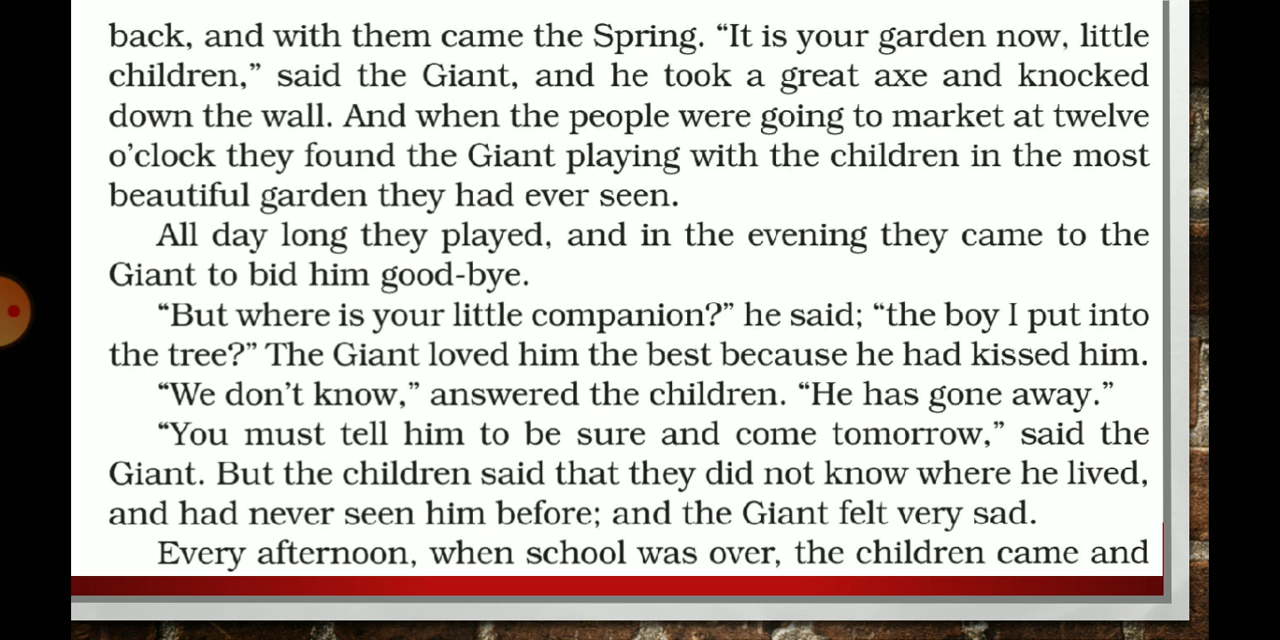 back, and with them came the Spring. “It is your garden now, little
children,” said the Giant, and he took a great axe and knocked
down the wall. And when the people were going to market at twelve
o’clock they found the Giant playing with the children in the most
beautiful garden they had ever seen.
All day long they played, and in the evening they came to the
Giant to bid him good-bye.
“But where is your little companion?” he said; “the boy I put into
the tree?” The Giant loved him the best because he had kissed him.
“We don’t know,” answered the children. “He has gone away.”
“You must tell him to be sure and come tomorrow,” said the
Giant. But the children said that they did not know where he lived,
and had never seen him before; and the Giant felt very sad.
Every afternoon, when school was over, the children came and